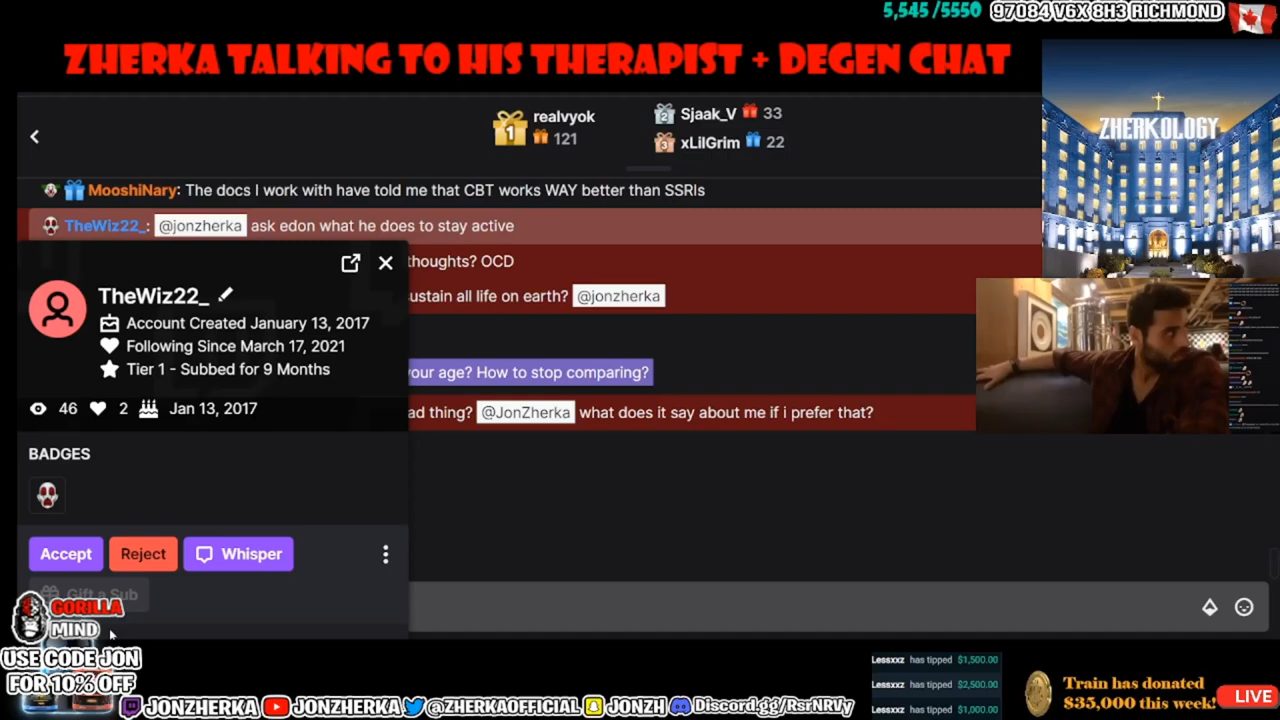 5,545 /5550
97084 V6X 8H3 RICHMOND
ZHERKA TALKING TO HIS THERAPIST + DEGEN CHAT
1 realvyok
121
2 Sjaak_V 33
3 xLilGrim 22
ZHERKOLOGY
MooshiNary: The docs I work with have told me that CBT works WAY better than SSRIs
TheWiz22_: @jonzherka ask edon what he does to stay active
thoughts? OCD
ustain all life on earth? @jonzherka
your age? How to stop comparing?
ad thing? @JonZherka what does it say about me if i prefer that?
TheWiz22_
Account Created January 13, 2017
Following Since March 17, 2021
Tier 1 - Subbed for 9 Months
46 2 Jan 13, 2017
BADGES
Accept Reject Whisper
Gift a Sub
GORILLA
MIND
USE CODE JON
FOR 10% OFF
JONZHERKA JONZHERKA @ZHERKAOFFICIAL JONZH Discord.gg/RsrNRVy
Lessxxz has tipped $1,500.00
Lessxxz has tipped $2,500.00
Lessxxz has tipped $1,000.00
Train has donated
$35,000 this week!
LIVE